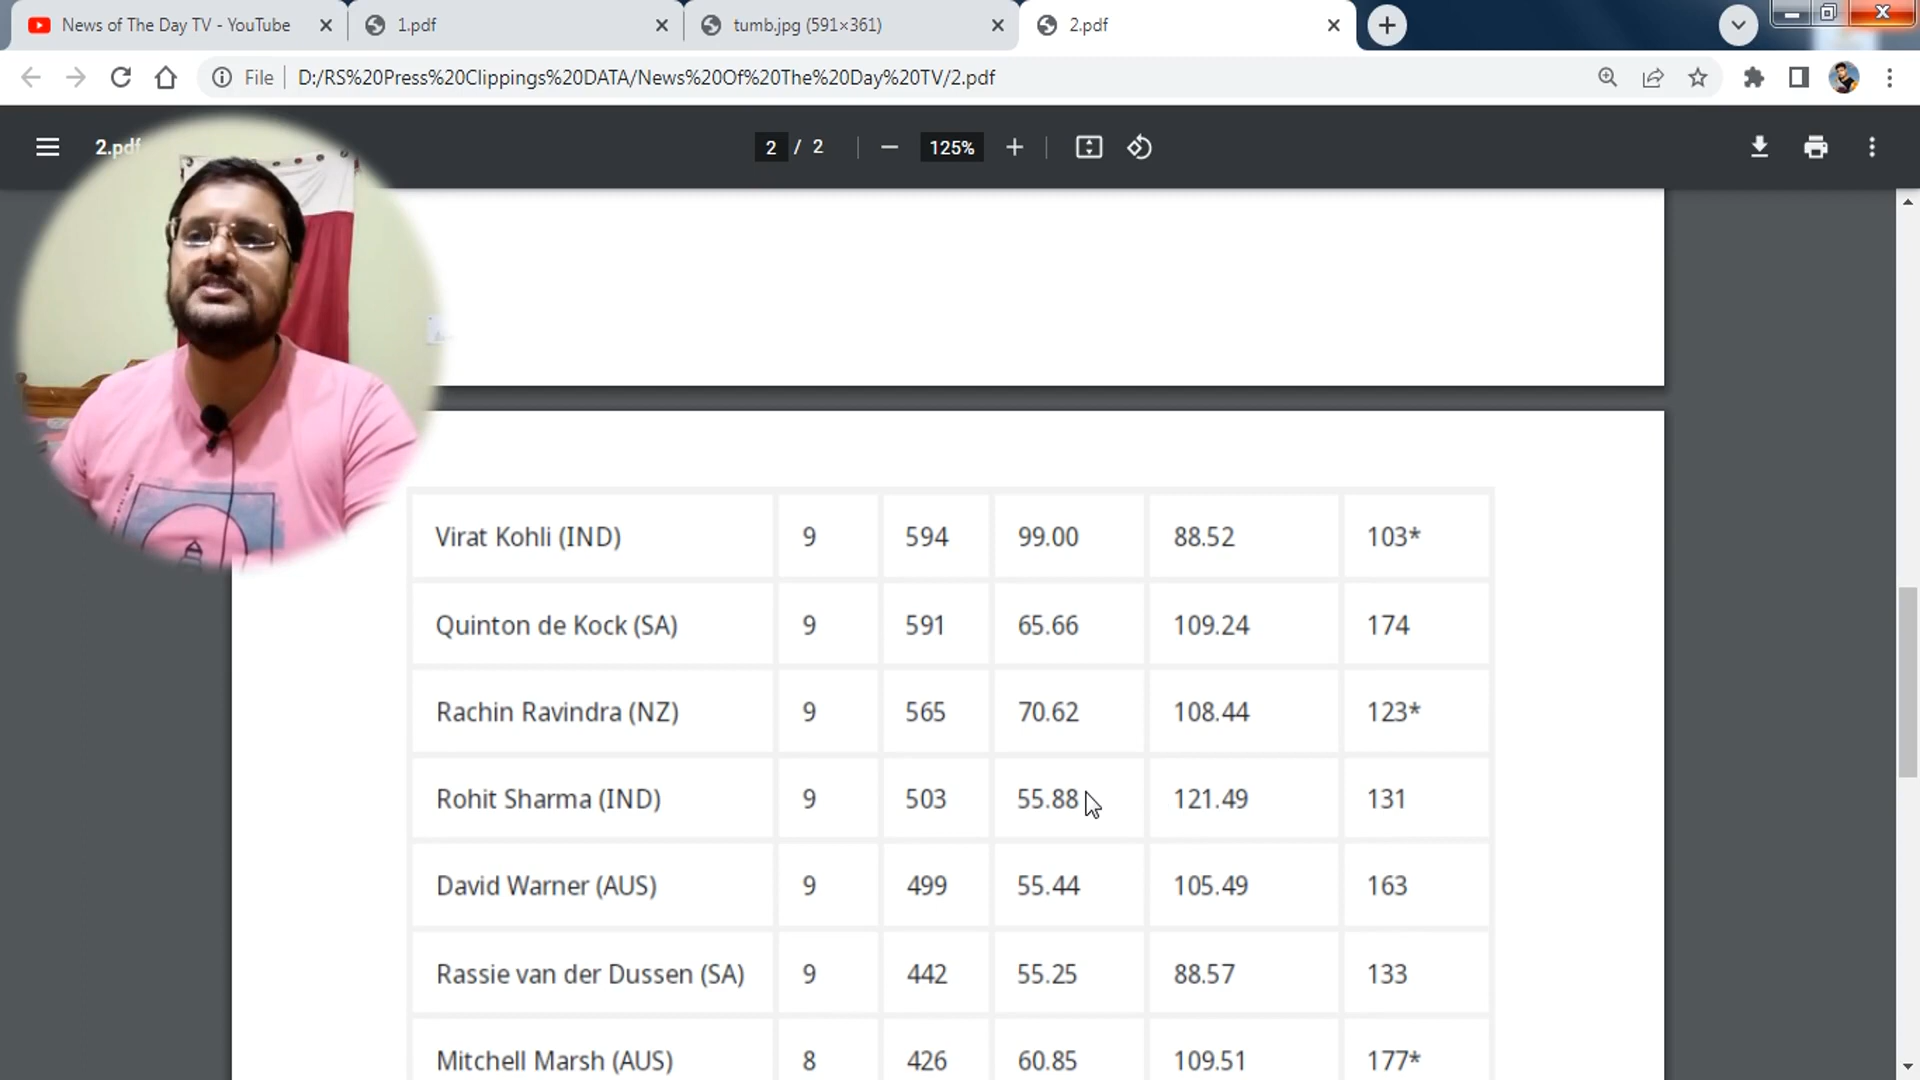 News of The Day TV - YouTube
1.pdf
tumb.jpg (591×361)
2.pdf
File
D:/RS%20Press%20Clippings%20DATA/News%20Of%20The%20Day%20TV/2.pdf
2.pdf
2 / 2
125%
Virat Kohli (IND) 9 594 99.00 88.52 103*
Quinton de Kock (SA) 9 591 65.66 109.24 174
Rachin Ravindra (NZ) 9 565 70.62 108.44 123*
Rohit Sharma (IND) 9 503 55.88 121.49 131
David Warner (AUS) 9 499 55.44 105.49 163
Rassie van der Dussen (SA) 9 442 55.25 88.57 133
Mitchell Marsh (AUS) 8 426 60.85 109.51 177*